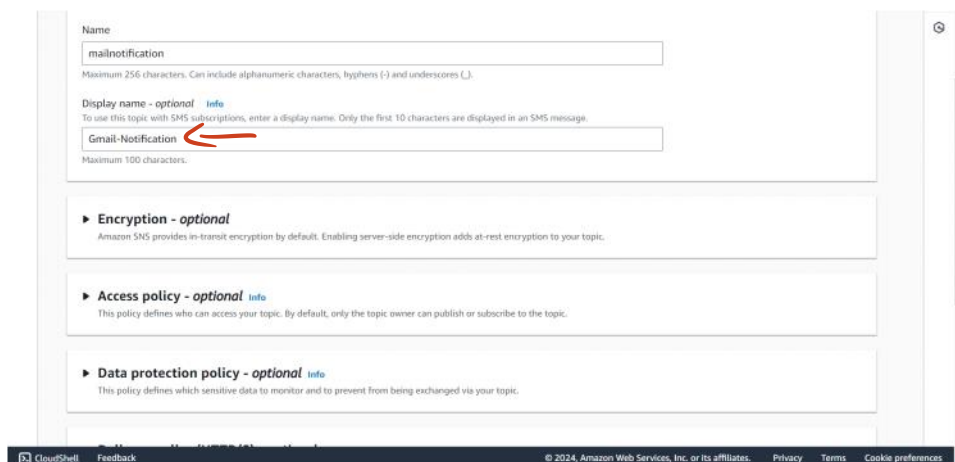 Name
mailnotification
Maximum 256 characters. Can include alphanumeric characters, hyphens (-) and underscores (_).
Display name - optional Info
To use this topic with SMS subscriptions, enter a display name. Only the first 10 characters are displayed in an SMS message.
Gmail-Notification
Maximum 100 characters.
Encryption - optional
Amazon SNS provides in-transit encryption by default. Enabling server-side encryption adds at-rest encryption to your topic.
Access policy - optional Info
This policy defines who can access your topic. By default, only the topic owner can publish or subscribe to the topic.
Data protection policy - optional Info
This policy defines which sensitive data to monitor and to prevent from being exchanged via your topic.
CloudShell Feedback © 2024, Amazon Web Services, Inc. or its affiliates. Privacy Terms Cookie preferences